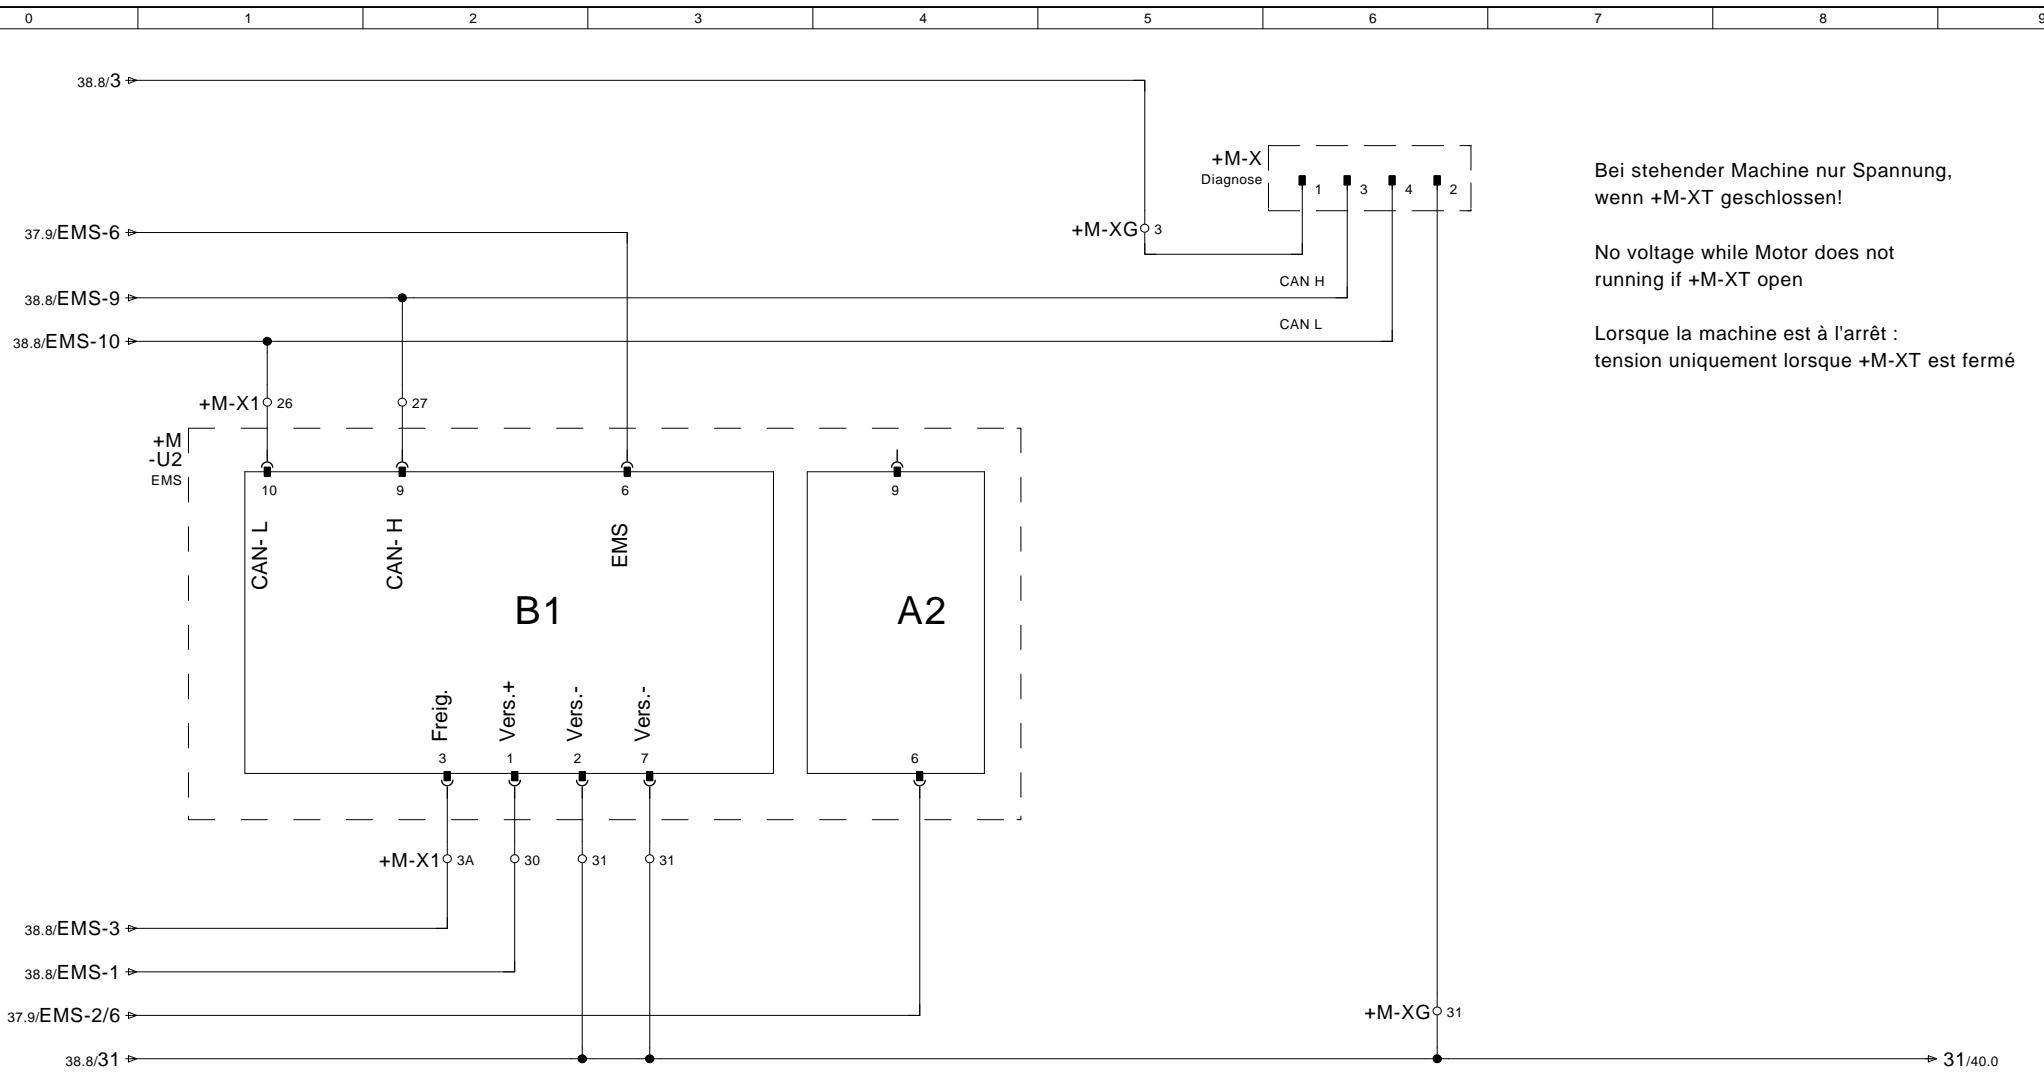 0 1 2 3 4 5 6 7 8 9
38.8/3
+M-X
Diagnose
1 3 4 2
Bei stehender Machine nur Spannung,
wenn +M-XT geschlossen!
No voltage while Motor does not
running if +M-XT open
Lorsque la machine est à l'arrêt :
tension uniquement lorsque +M-XT est fermé
+M-XG 3
37.9/EMS-6
CAN H
38.8/EMS-9
CAN L
38.8/EMS-10
+M-X1 26 27
+M
-U2
EMS
10 9 6 9
CAN- L
CAN- H
EMS
B1 A2
Freig.
Vers.+
Vers.-
Vers.-
3 1 2 7 6
+M-X1 3A 30 31 31
38.8/EMS-3
38.8/EMS-1
37.9/EMS-2/6
+M-XG 31
38.8/31
31/40.0